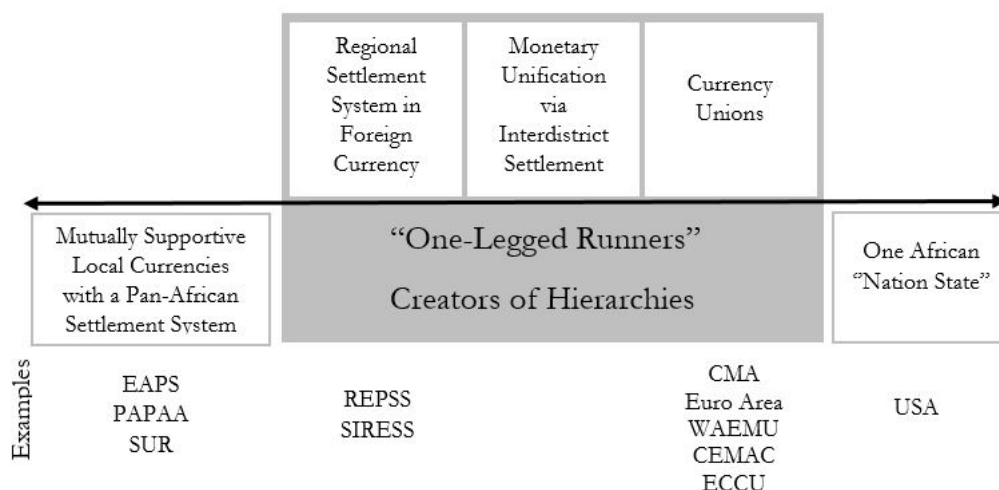 Regional
Settlement
System in
Foreign
Currency
Monetary
Unification
via
Interdistrict
Settlement
Currency
Unions
Mutually Supportive
Local Currencies
with a Pan-African
Settlement System
“One-Legged Runners”
Creators of Hierarchies
One African
“Nation State”
Examples
EAPS
PAPAA
SUR
REPSS
SIRESS
CMA
Euro Area
WAEMU
CEMAC
ECCU
USA